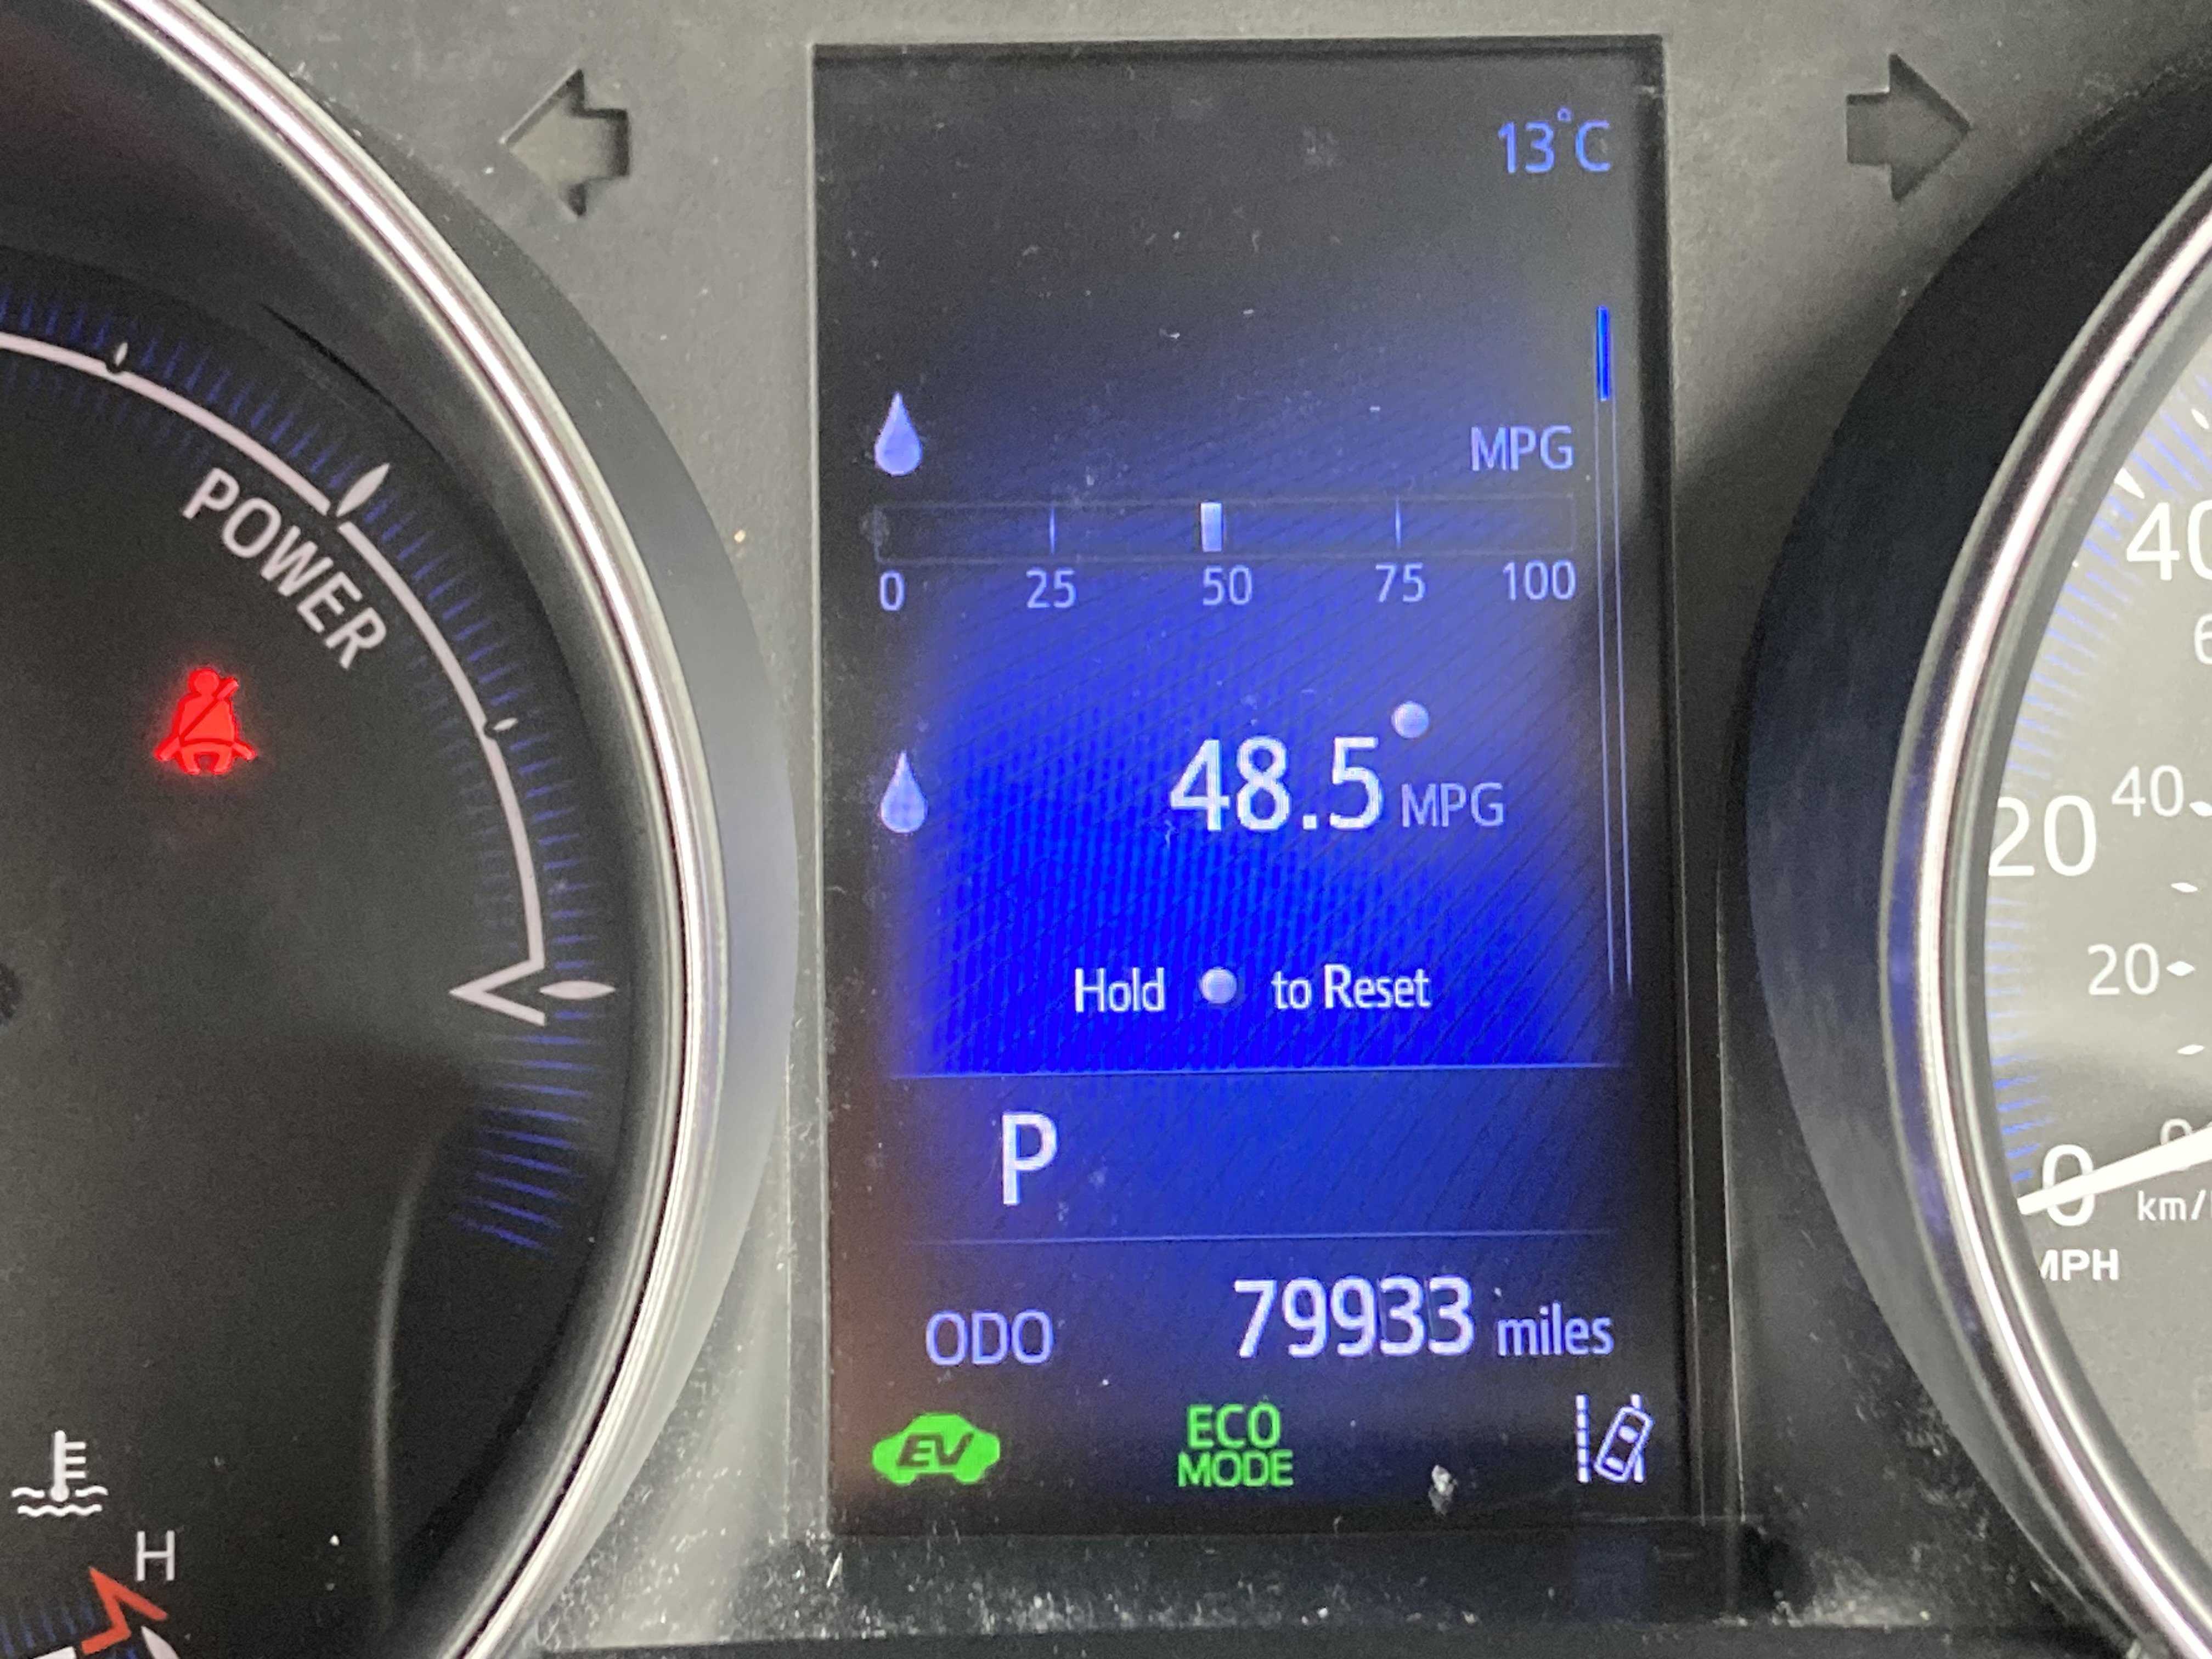 13°C
MPG
0 25 50 75 100
48.5 MPG
Hold to Reset
P
ODO 79933 miles
EV
ECO
MODE
POWER
H
40
20
40
20
0
0
km/
MPH